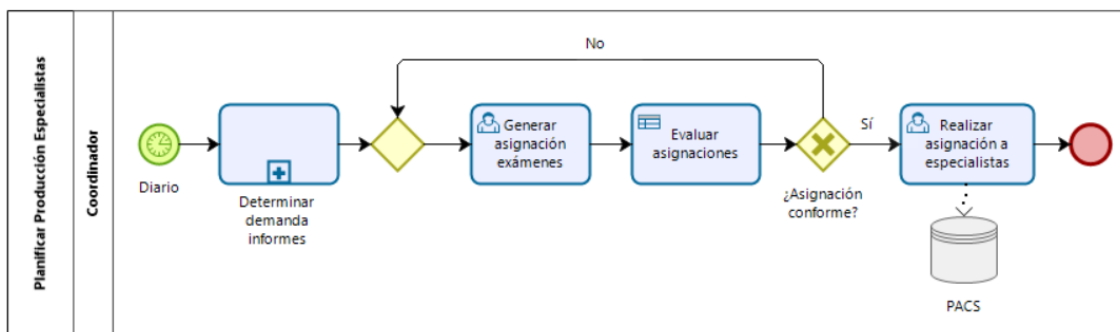 Planificar Producción Especialistas
Coordinador
Diario
Determinar
demanda
informes
No
Generar
asignación
exámenes
Evaluar
asignaciones
¿Asignación
conforme?
Sí
Realizar
asignación a
especialistas
PACS